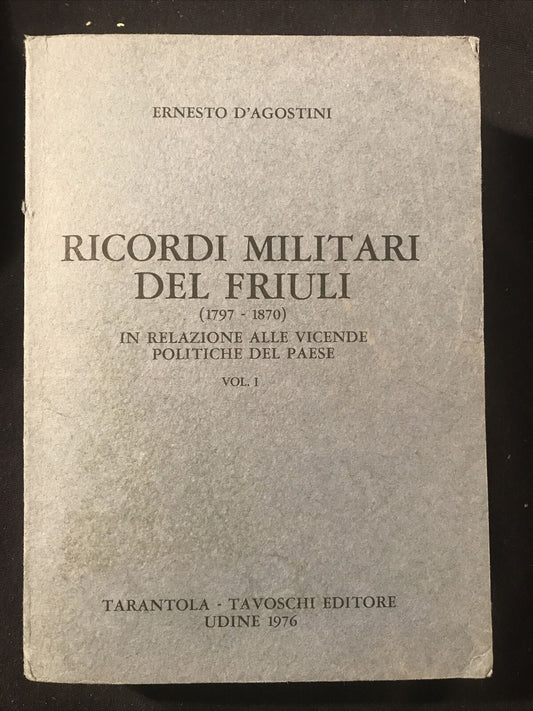 ERNESTO D'AGOSTINI
RICORDI MILITARI
DEL FRIULI
(1797 - 1870)
IN RELAZIONE ALLE VICENDE
POLITICHE DEL PAESE
VOL. I
TARANTOLA - TAVOSCHI EDITORE
UDINE 1976